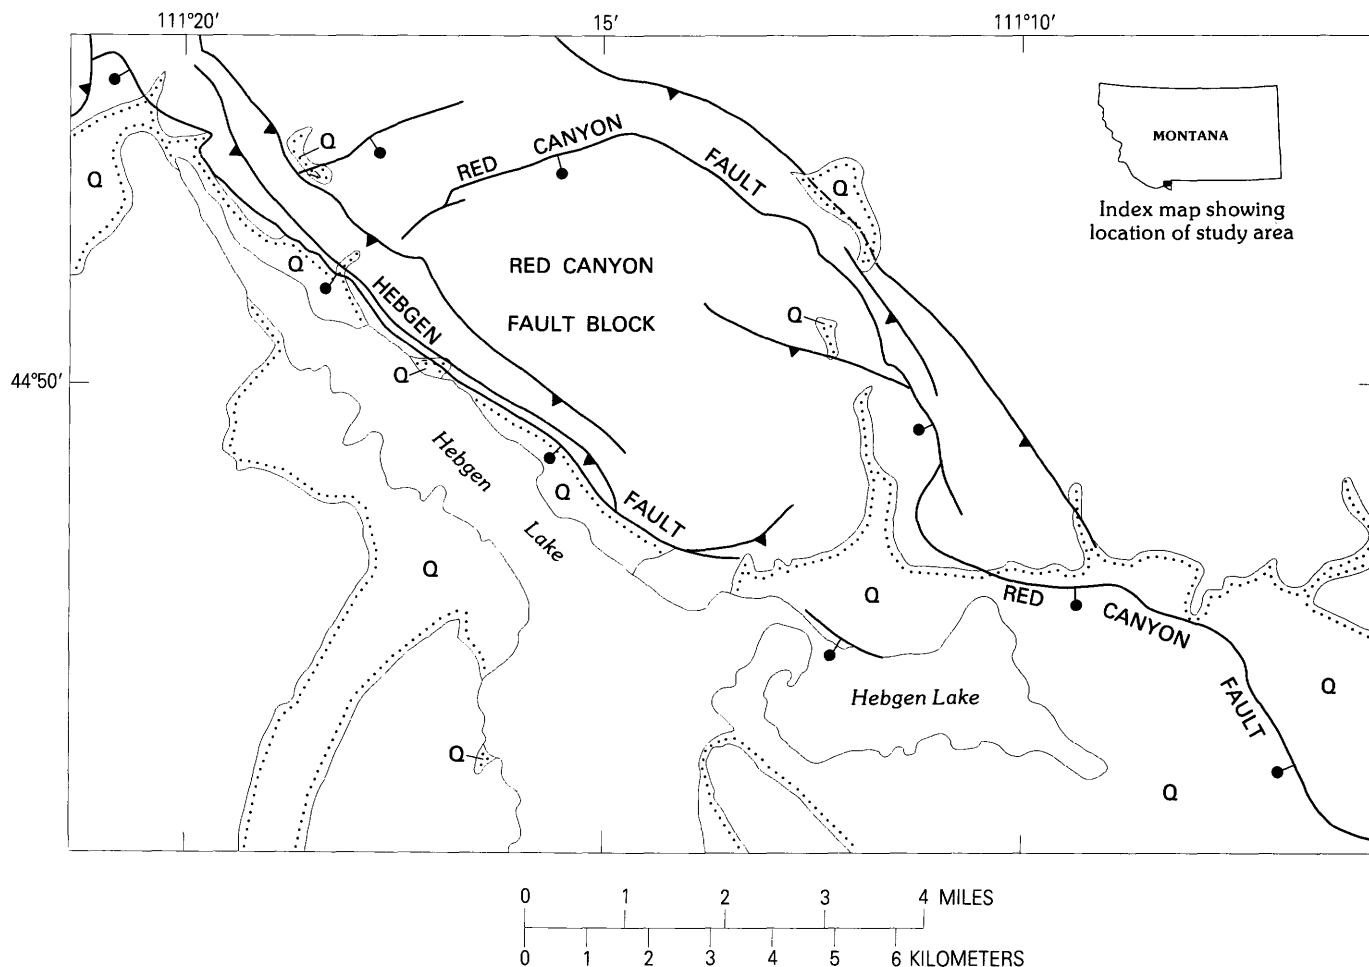 111°20′ 15′ 111°10′
MONTANA
Index map showing
location of study area
Q
RED CANYON FAULT
Q
Q
Q
RED CANYON
FAULT BLOCK
HEBGEN FAULT
Q
Q
44°50′
Q
Hebgen
Lake
Q
Q
Q
RED CANYON FAULT
Hebgen Lake
Q
Q
Q
0 1 2 3 4 MILES
0 1 2 3 4 5 6 KILOMETERS